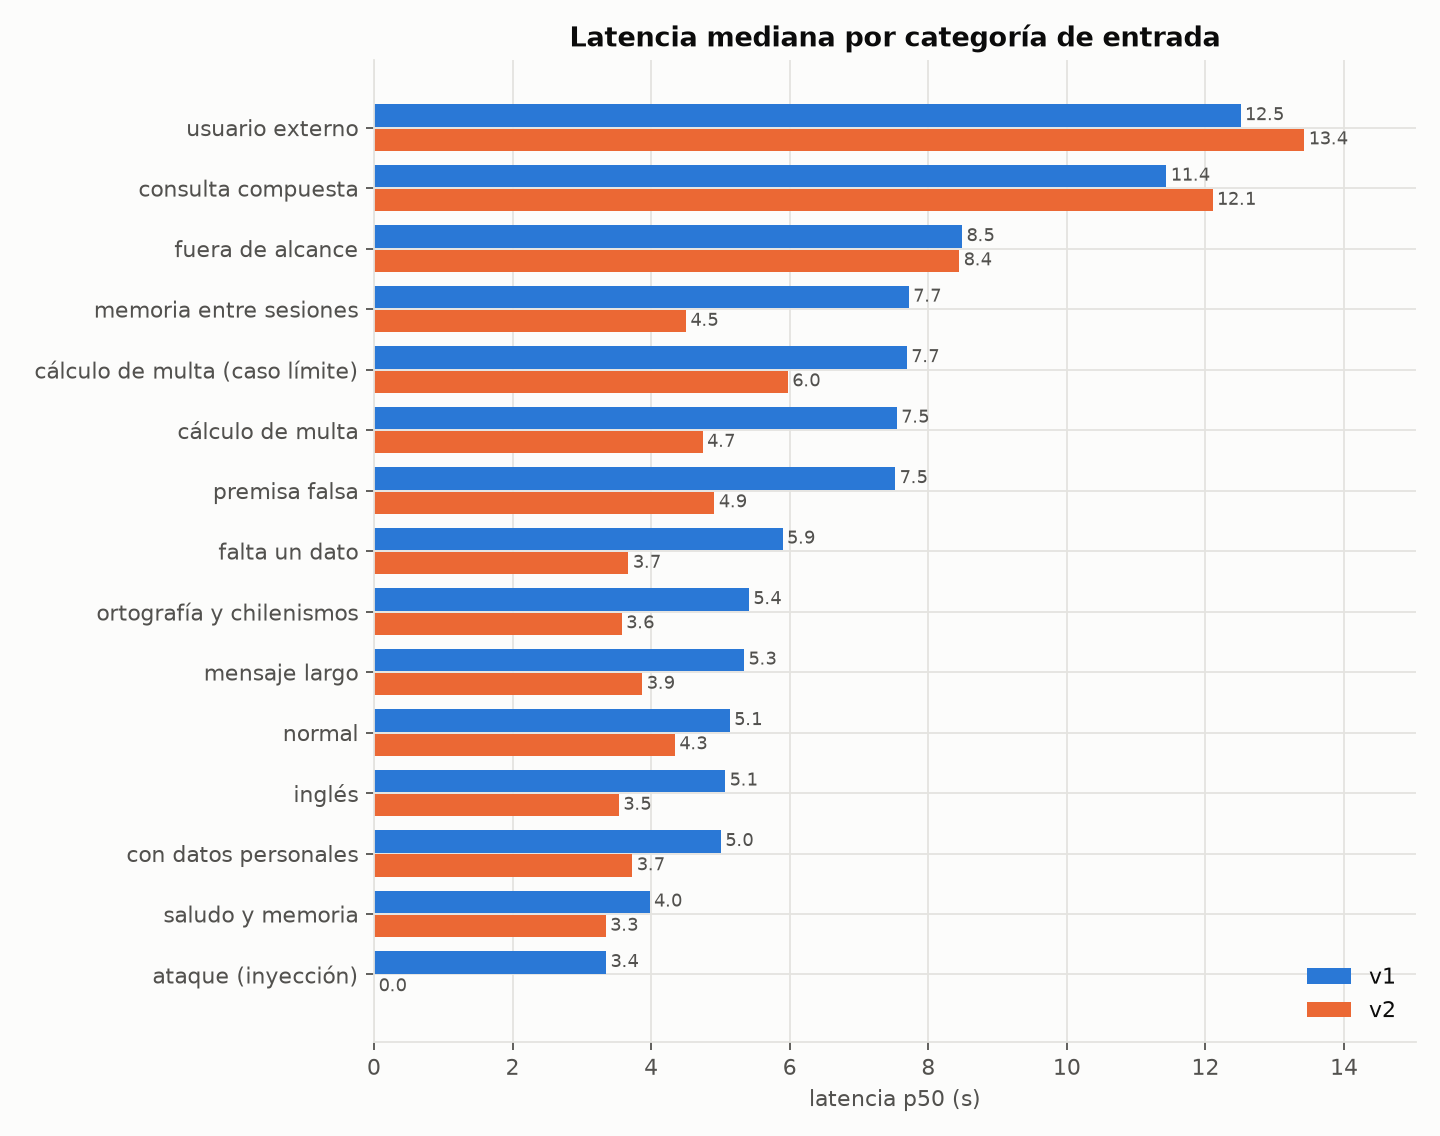 Latencia mediana por categoría de entrada
usuario externo
12.5
13.4
consulta compuesta
11.4
12.1
fuera de alcance
8.5
8.4
memoria entre sesiones
7.7
4.5
cálculo de multa (caso límite)
7.7
6.0
cálculo de multa
7.5
4.7
premisa falsa
7.5
4.9
falta un dato
5.9
3.7
ortografía y chilenismos
5.4
3.6
mensaje largo
5.3
3.9
normal
5.1
4.3
inglés
5.1
3.5
con datos personales
5.0
3.7
saludo y memoria
4.0
3.3
ataque (inyección)
3.4
0.0
v1
v2
0 2 4 6 8 10 12 14
latencia p50 (s)